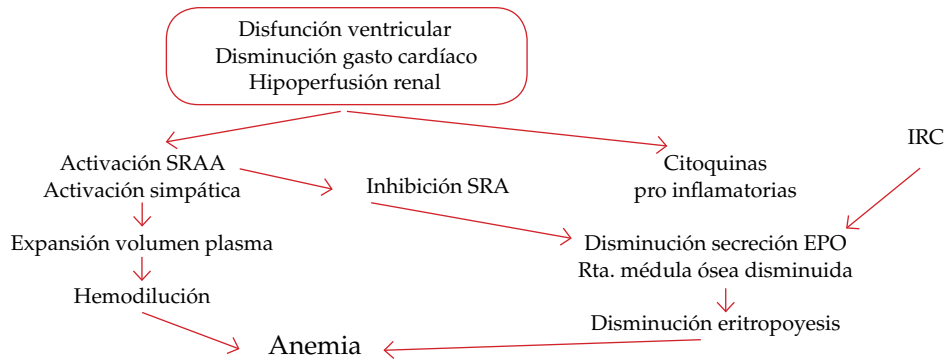 Disfunción ventricular
Disminución gasto cardíaco
Hipoperfusión renal
IRC
Activación SRAA
Activación simpática
Inhibición SRA
Citoquinas
pro inflamatorias
Expansión volumen plasma
Disminución secreción EPO
Rta. médula ósea disminuida
Hemodilución
Disminución eritropoyesis
Anemia